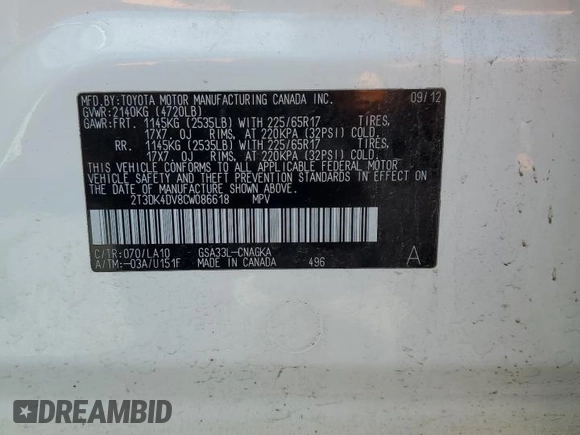 MFD.BY:TOYOTA MOTOR MANUFACTURING CANADA INC. 09/12
GVWR:2140KG (4720LB)
GAWR:FRT. 1145KG (2535LB) WITH 225/65R17 TIRES,
17X7. OJ RIMS, AT 220KPA (32PSI) COLD.
RR. 1145KG (2535LB) WITH 225/65R17 TIRES,
17X7. OJ RIMS, AT 220KPA (32PSI) COLD.
THIS VEHICLE CONFORMS TO ALL APPLICABLE FEDERAL MOTOR
VEHICLE SAFETY AND THEFT PREVENTION STANDARDS IN EFFECT
ON THE DATE OF MANUFACTURE SHOWN ABOVE.
2T3DK4DV8CW086618 MPV
C/TR:070/LA10 GSA33L-CNAGKA
A/TM:-03A/U151F MADE IN CANADA 496 A
DREAMBID